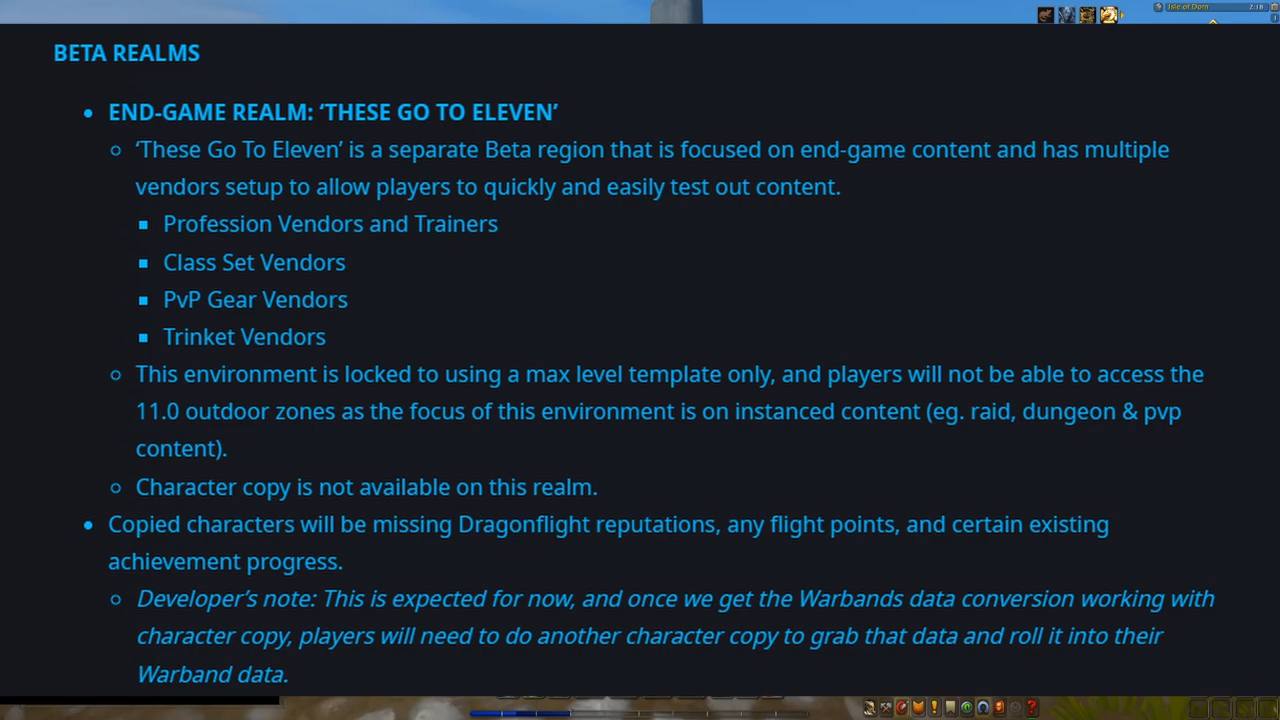 Isle of Dorn 2:18
BETA REALMS
END-GAME REALM: ‘THESE GO TO ELEVEN’
‘These Go To Eleven’ is a separate Beta region that is focused on end-game content and has multiple
vendors setup to allow players to quickly and easily test out content.
Profession Vendors and Trainers
Class Set Vendors
PvP Gear Vendors
Trinket Vendors
This environment is locked to using a max level template only, and players will not be able to access the
11.0 outdoor zones as the focus of this environment is on instanced content (eg. raid, dungeon & pvp
content).
Character copy is not available on this realm.
Copied characters will be missing Dragonflight reputations, any flight points, and certain existing
achievement progress.
Developer’s note: This is expected for now, and once we get the Warbands data conversion working with
character copy, players will need to do another character copy to grab that data and roll it into their
Warband data.